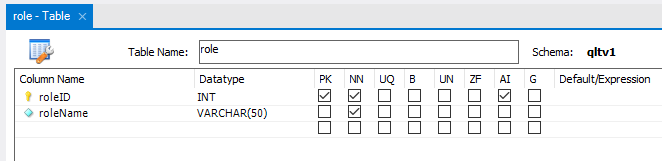 role - Table ×
Table Name: role Schema: qltv1
Column Name Datatype PK NN UQ B UN ZF AI G Default/Expression
roleID INT
roleName VARCHAR(50)